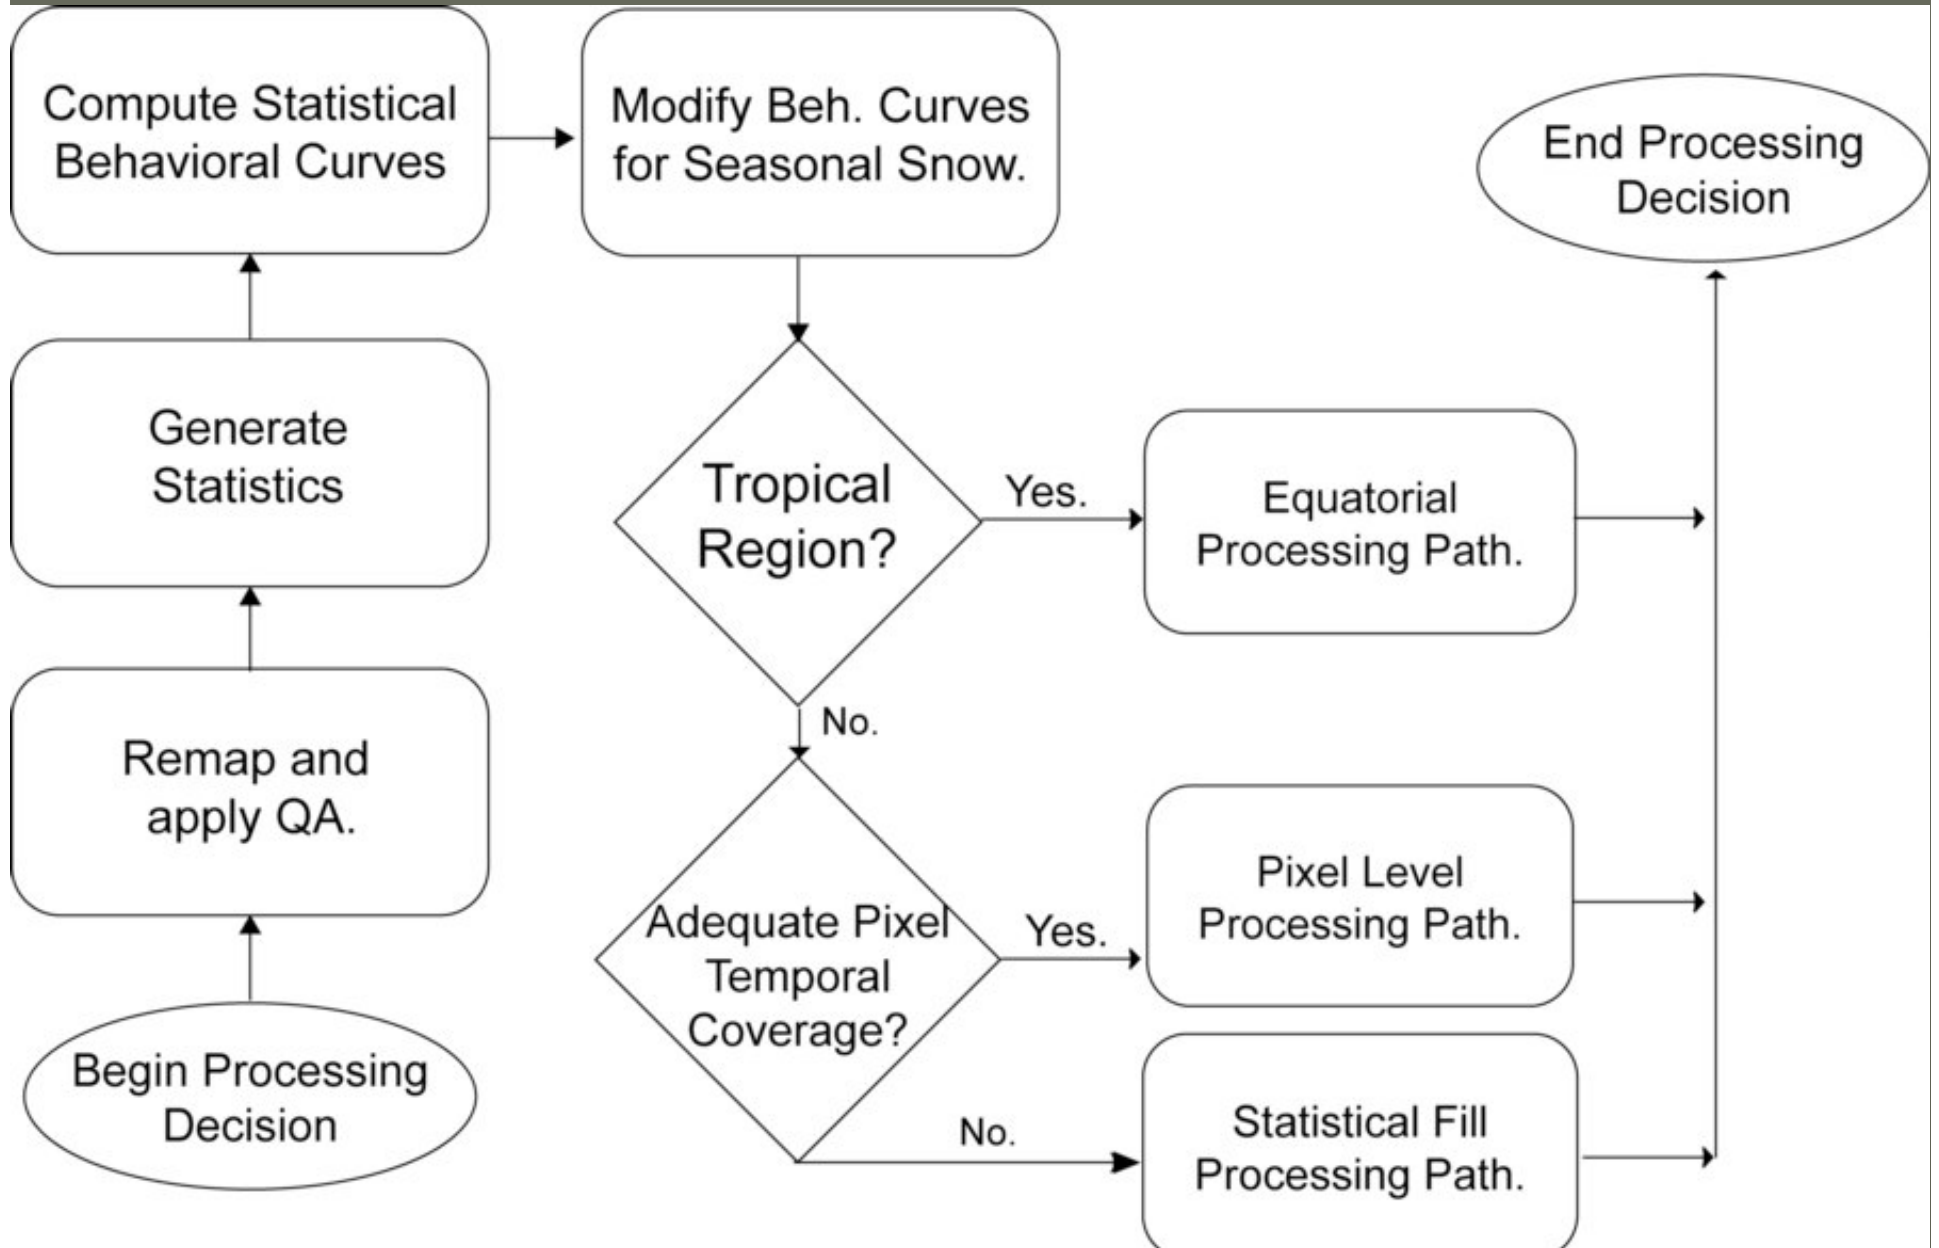 Compute Statistical
Behavioral Curves
Modify Beh. Curves
for Seasonal Snow.
End Processing
Decision
Generate
Statistics
Tropical
Region?
Yes.
Equatorial
Processing Path.
No.
Remap and
apply QA.
Adequate Pixel
Temporal
Coverage?
Yes.
Pixel Level
Processing Path.
Begin Processing
Decision
No.
Statistical Fill
Processing Path.